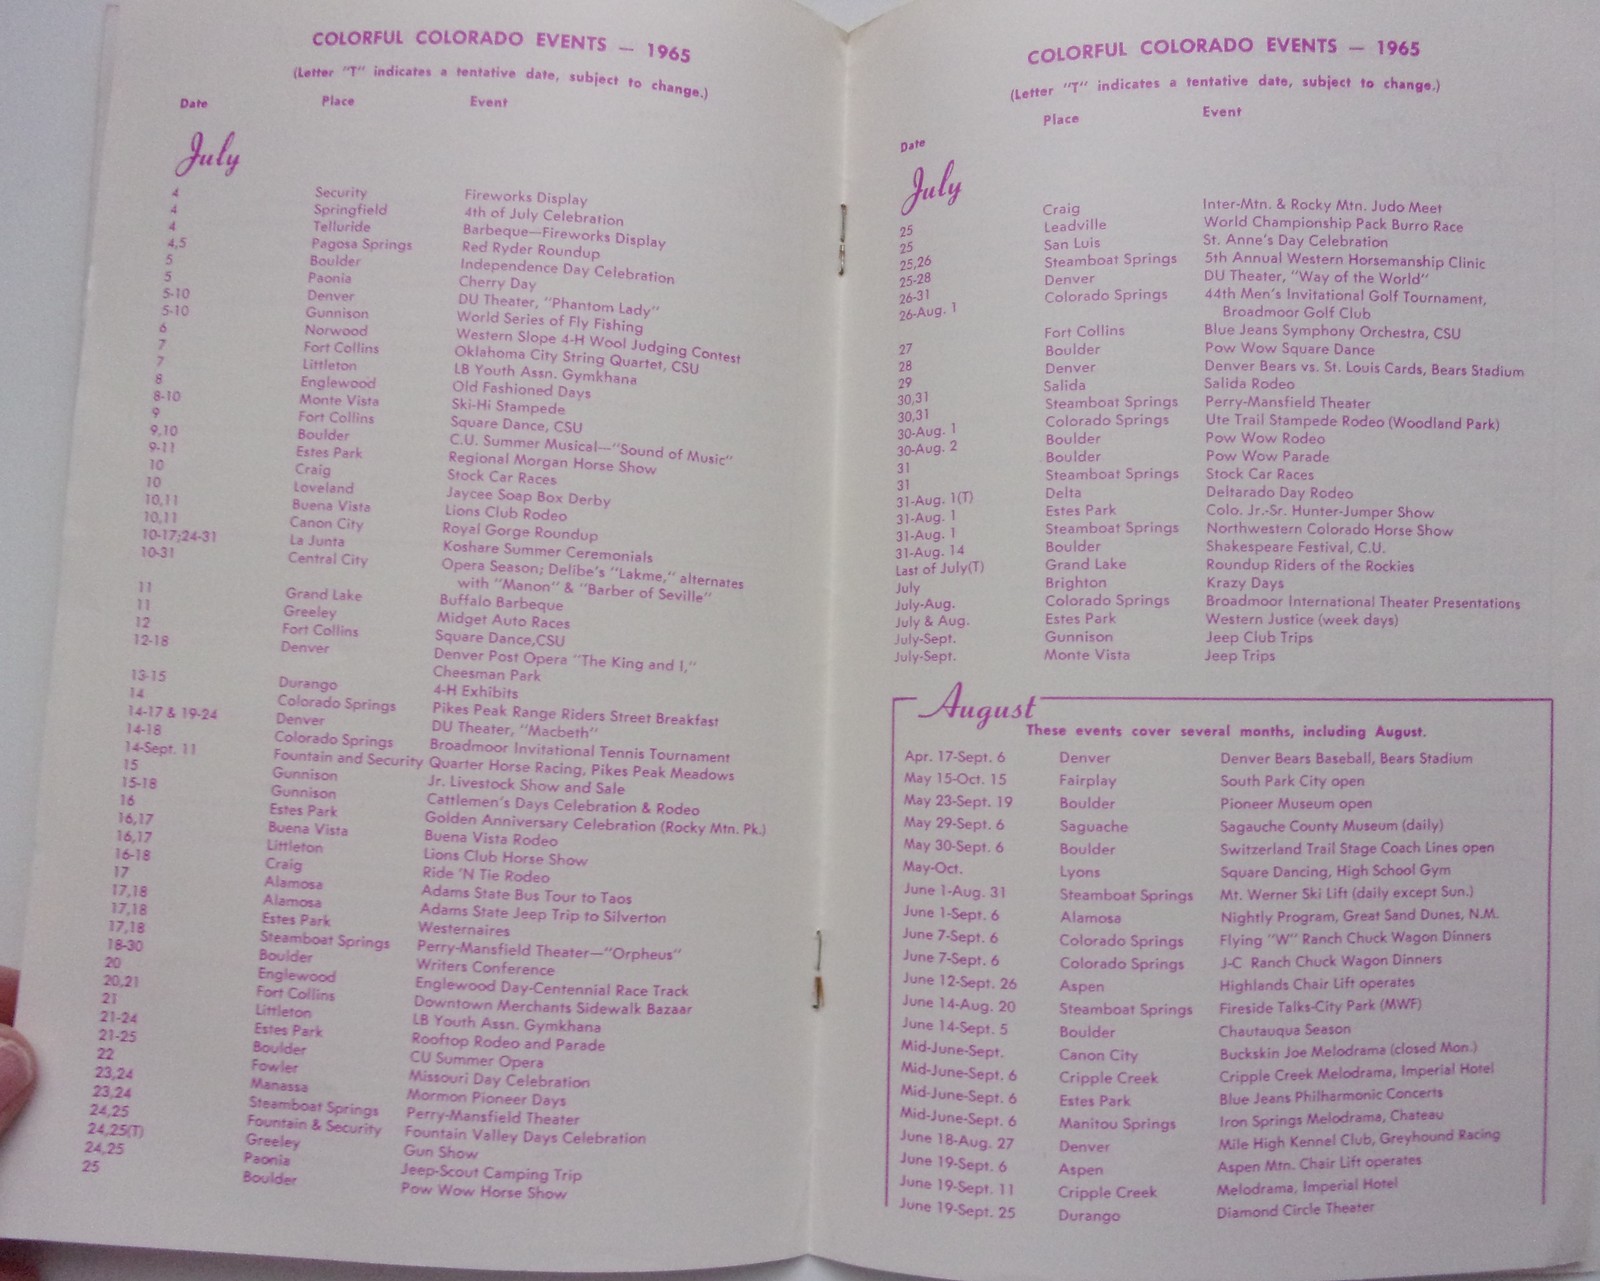 COLORFUL COLORADO EVENTS — 1965
(Letter "T" indicates a tentative date, subject to change.)
Date Place Event
July
4 Security Fireworks Display
4 Springfield 4th of July Celebration
4 Telluride Barbeque—Fireworks Display
4,5 Pagosa Springs Red Ryder Roundup
5 Boulder Independence Day Celebration
5 Paonia Cherry Day
5-10 Denver DU Theater, "Phantom Lady"
5-10 Gunnison World Series of Fly Fishing
6 Norwood Western Slope 4-H Wool Judging Contest
7 Fort Collins Oklahoma City String Quartet, CSU
7 Littleton LB Youth Assn. Gymkhana
8 Englewood Old Fashioned Days
8-10 Monte Vista Ski-Hi Stampede
9 Fort Collins Square Dance, CSU
9,10 Boulder C.U. Summer Musical—"Sound of Music"
9-11 Estes Park Regional Morgan Horse Show
10 Craig Stock Car Races
10 Loveland Jaycee Soap Box Derby
10,11 Buena Vista Lions Club Rodeo
10,11 Canon City Royal Gorge Roundup
10-17;24-31 La Junta Koshare Summer Ceremonials
10-31 Central City Opera Season; Delibe's "Lakme," alternates
with "Manon" & "Barber of Seville"
11 Grand Lake Buffalo Barbeque
11 Greeley Midget Auto Races
12 Fort Collins Square Dance,CSU
12-18 Denver Denver Post Opera "The King and I,"
Cheesman Park
13-15 Durango 4-H Exhibits
14 Colorado Springs Pikes Peak Range Riders Street Breakfast
14-17 & 19-24 Denver DU Theater, "Macbeth"
14-18 Colorado Springs Broadmoor Invitational Tennis Tournament
14-Sept. 11 Fountain and Security Quarter Horse Racing, Pikes Peak Meadows
15 Gunnison Jr. Livestock Show and Sale
15-18 Gunnison Cattlemen's Days Celebration & Rodeo
16 Estes Park Golden Anniversary Celebration (Rocky Mtn. Pk.)
16,17 Buena Vista Buena Vista Rodeo
16,17 Littleton Lions Club Horse Show
16-18 Craig Ride 'N Tie Rodeo
17 Alamosa Adams State Bus Tour to Taos
17,18 Alamosa Adams State Jeep Trip to Silverton
17,18 Estes Park Westernaires
17,18 Steamboat Springs Perry-Mansfield Theater—"Orpheus"
18-30 Boulder Writers Conference
20 Englewood Englewood Day-Centennial Race Track
20,21 Fort Collins Downtown Merchants Sidewalk Bazaar
21 Littleton LB Youth Assn. Gymkhana
21-24 Estes Park Rooftop Rodeo and Parade
21-25 Boulder CU Summer Opera
22 Fowler Missouri Day Celebration
23,24 Manassa Mormon Pioneer Days
23,24 Steamboat Springs Perry-Mansfield Theater
24,25 Fountain & Security Fountain Valley Days Celebration
24,25(T) Greeley Gun Show
24,25 Paonia Jeep-Scout Camping Trip
25 Boulder Pow Wow Horse Show
COLORFUL COLORADO EVENTS — 1965
(Letter "T" indicates a tentative date, subject to change.)
Date Place Event
July
25 Craig Inter-Mtn. & Rocky Mtn. Judo Meet
25 Leadville World Championship Pack Burro Race
25,26 San Luis St. Anne's Day Celebration
25-28 Steamboat Springs 5th Annual Western Horsemanship Clinic
26-31 Denver DU Theater, "Way of the World"
26-Aug. 1 Colorado Springs 44th Men's Invitational Golf Tournament,
Broadmoor Golf Club
27 Fort Collins Blue Jeans Symphony Orchestra, CSU
28 Boulder Pow Wow Square Dance
29 Denver Denver Bears vs. St. Louis Cards, Bears Stadium
30,31 Salida Salida Rodeo
30,31 Steamboat Springs Perry-Mansfield Theater
30-Aug. 1 Colorado Springs Ute Trail Stampede Rodeo (Woodland Park)
30-Aug. 2 Boulder Pow Wow Rodeo
31 Boulder Pow Wow Parade
31 Steamboat Springs Stock Car Races
31-Aug. 1(T) Delta Deltarado Day Rodeo
31-Aug. 1 Estes Park Colo. Jr.-Sr. Hunter-Jumper Show
31-Aug. 1 Steamboat Springs Northwestern Colorado Horse Show
31-Aug. 14 Boulder Shakespeare Festival, C.U.
Last of July(T) Grand Lake Roundup Riders of the Rockies
July Brighton Krazy Days
July-Aug. Colorado Springs Broadmoor International Theater Presentations
July & Aug. Estes Park Western Justice (week days)
July-Sept. Gunnison Jeep Club Trips
July-Sept. Monte Vista Jeep Trips
August
These events cover several months, including August.
Apr. 17-Sept. 6 Denver Denver Bears Baseball, Bears Stadium
May 15-Oct. 15 Fairplay South Park City open
May 23-Sept. 19 Boulder Pioneer Museum open
May 29-Sept. 6 Saguache Sagauche County Museum (daily)
May 30-Sept. 6 Boulder Switzerland Trail Stage Coach Lines open
May-Oct. Lyons Square Dancing, High School Gym
June 1-Aug. 31 Steamboat Springs Mt. Werner Ski Lift (daily except Sun.)
June 1-Sept. 6 Alamosa Nightly Program, Great Sand Dunes, N.M.
June 7-Sept. 6 Colorado Springs Flying "W" Ranch Chuck Wagon Dinners
June 7-Sept. 6 Colorado Springs J-C Ranch Chuck Wagon Dinners
June 12-Sept. 26 Aspen Highlands Chair Lift operates
June 14-Aug. 20 Steamboat Springs Fireside Talks-City Park (MWF)
June 14-Sept. 5 Boulder Chautauqua Season
Mid-June-Sept. Canon City Buckskin Joe Melodrama (closed Mon.)
Mid-June-Sept. 6 Cripple Creek Cripple Creek Melodrama, Imperial Hotel
Mid-June-Sept. 6 Estes Park Blue Jeans Philharmonic Concerts
Mid-June-Sept. 6 Manitou Springs Iron Springs Melodrama, Chateau
June 18-Aug. 27 Denver Mile High Kennel Club, Greyhound Racing
June 19-Sept. 6 Aspen Aspen Mtn. Chair Lift operates
June 19-Sept. 11 Cripple Creek Melodrama, Imperial Hotel
June 19-Sept. 25 Durango Diamond Circle Theater